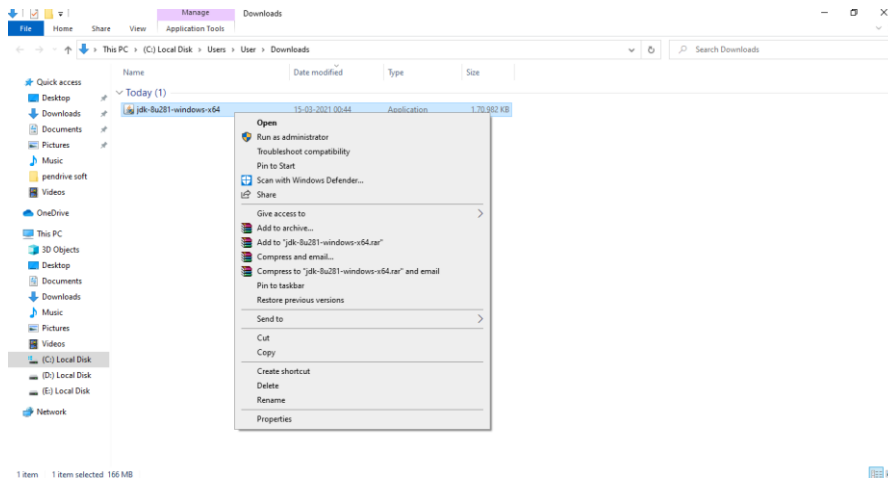 Manage Downloads
File Home Share View Application Tools
This PC › (C:) Local Disk › Users › User › Downloads
Search Downloads
Name Date modified Type Size
Quick access
Today (1)
Desktop
jdk-8u281-windows-x64 15-03-2021 00:44 Application 1,70,982 KB
Downloads
Documents
Pictures
Music
pendrive soft
Videos
OneDrive
This PC
3D Objects
Desktop
Documents
Downloads
Music
Pictures
Videos
(C:) Local Disk
(D:) Local Disk
(E:) Local Disk
Network
Open
Run as administrator
Troubleshoot compatibility
Pin to Start
Scan with Windows Defender...
Share
Give access to
Add to archive...
Add to "jdk-8u281-windows-x64.rar"
Compress and email...
Compress to "jdk-8u281-windows-x64.rar" and email
Pin to taskbar
Restore previous versions
Send to
Cut
Copy
Create shortcut
Delete
Rename
Properties
1 item 1 item selected 166 MB